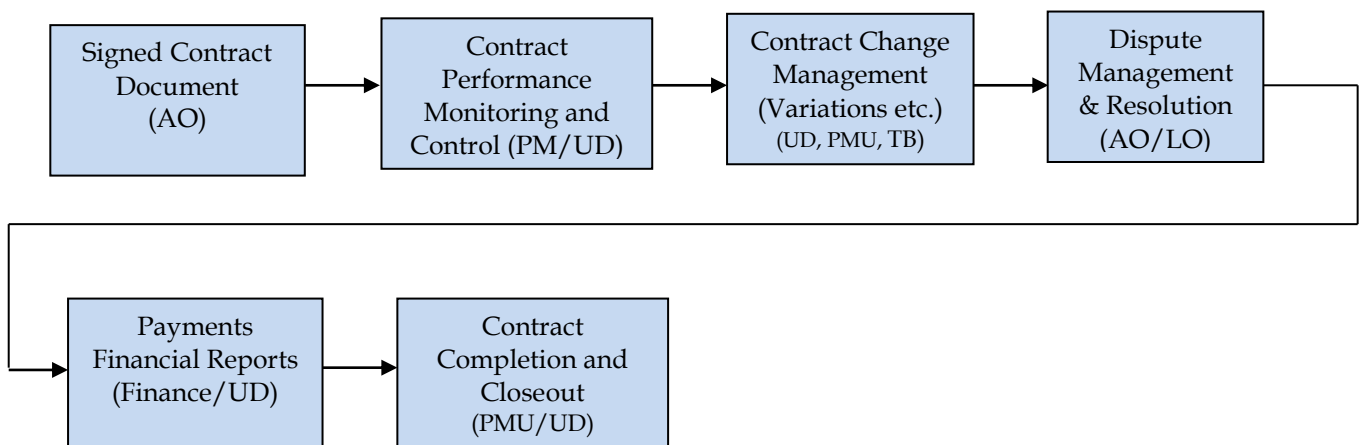 Signed Contract
Document
(AO)
Contract
Performance
Monitoring and
Control (PM/UD)
Contract Change
Management
(Variations etc.)
(UD, PMU, TB)
Dispute
Management
& Resolution
(AO/LO)
Payments
Financial Reports
(Finance/UD)
Contract
Completion and
Closeout
(PMU/UD)